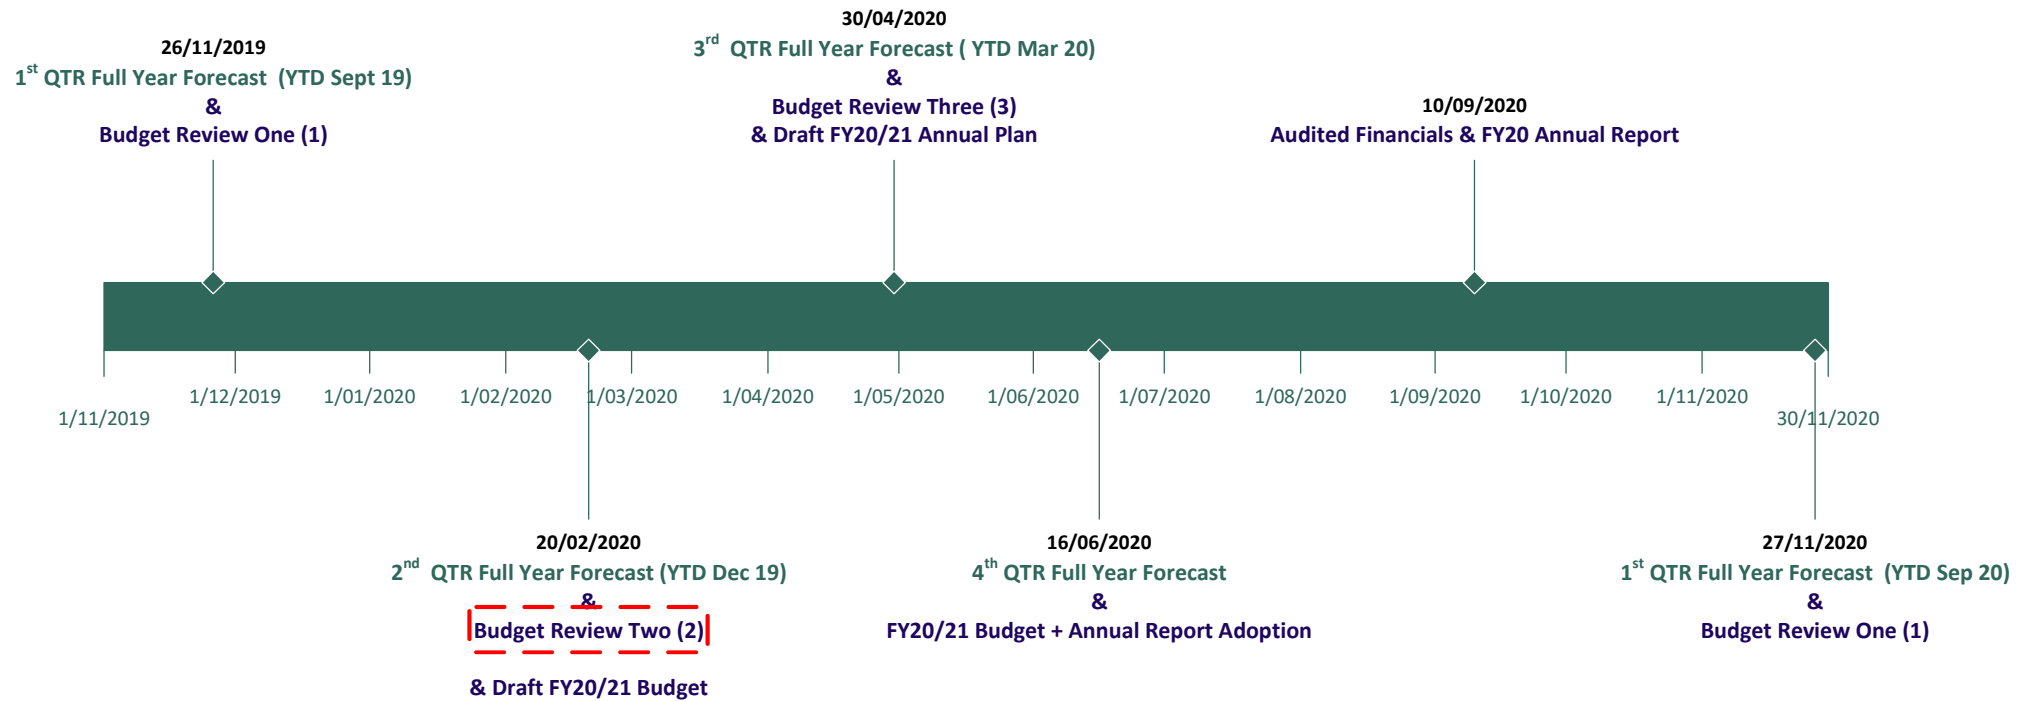 26/11/2019
1st QTR Full Year Forecast (YTD Sept 19)
&
Budget Review One (1)
30/04/2020
3rd QTR Full Year Forecast ( YTD Mar 20)
&
Budget Review Three (3)
& Draft FY20/21 Annual Plan
10/09/2020
Audited Financials & FY20 Annual Report
1/11/2019
1/12/2019
1/01/2020
1/02/2020
1/03/2020
1/04/2020
1/05/2020
1/06/2020
1/07/2020
1/08/2020
1/09/2020
1/10/2020
1/11/2020
30/11/2020
20/02/2020
2nd QTR Full Year Forecast (YTD Dec 19)
&
Budget Review Two (2)
& Draft FY20/21 Budget
16/06/2020
4th QTR Full Year Forecast
&
FY20/21 Budget + Annual Report Adoption
27/11/2020
1st QTR Full Year Forecast (YTD Sep 20)
&
Budget Review One (1)